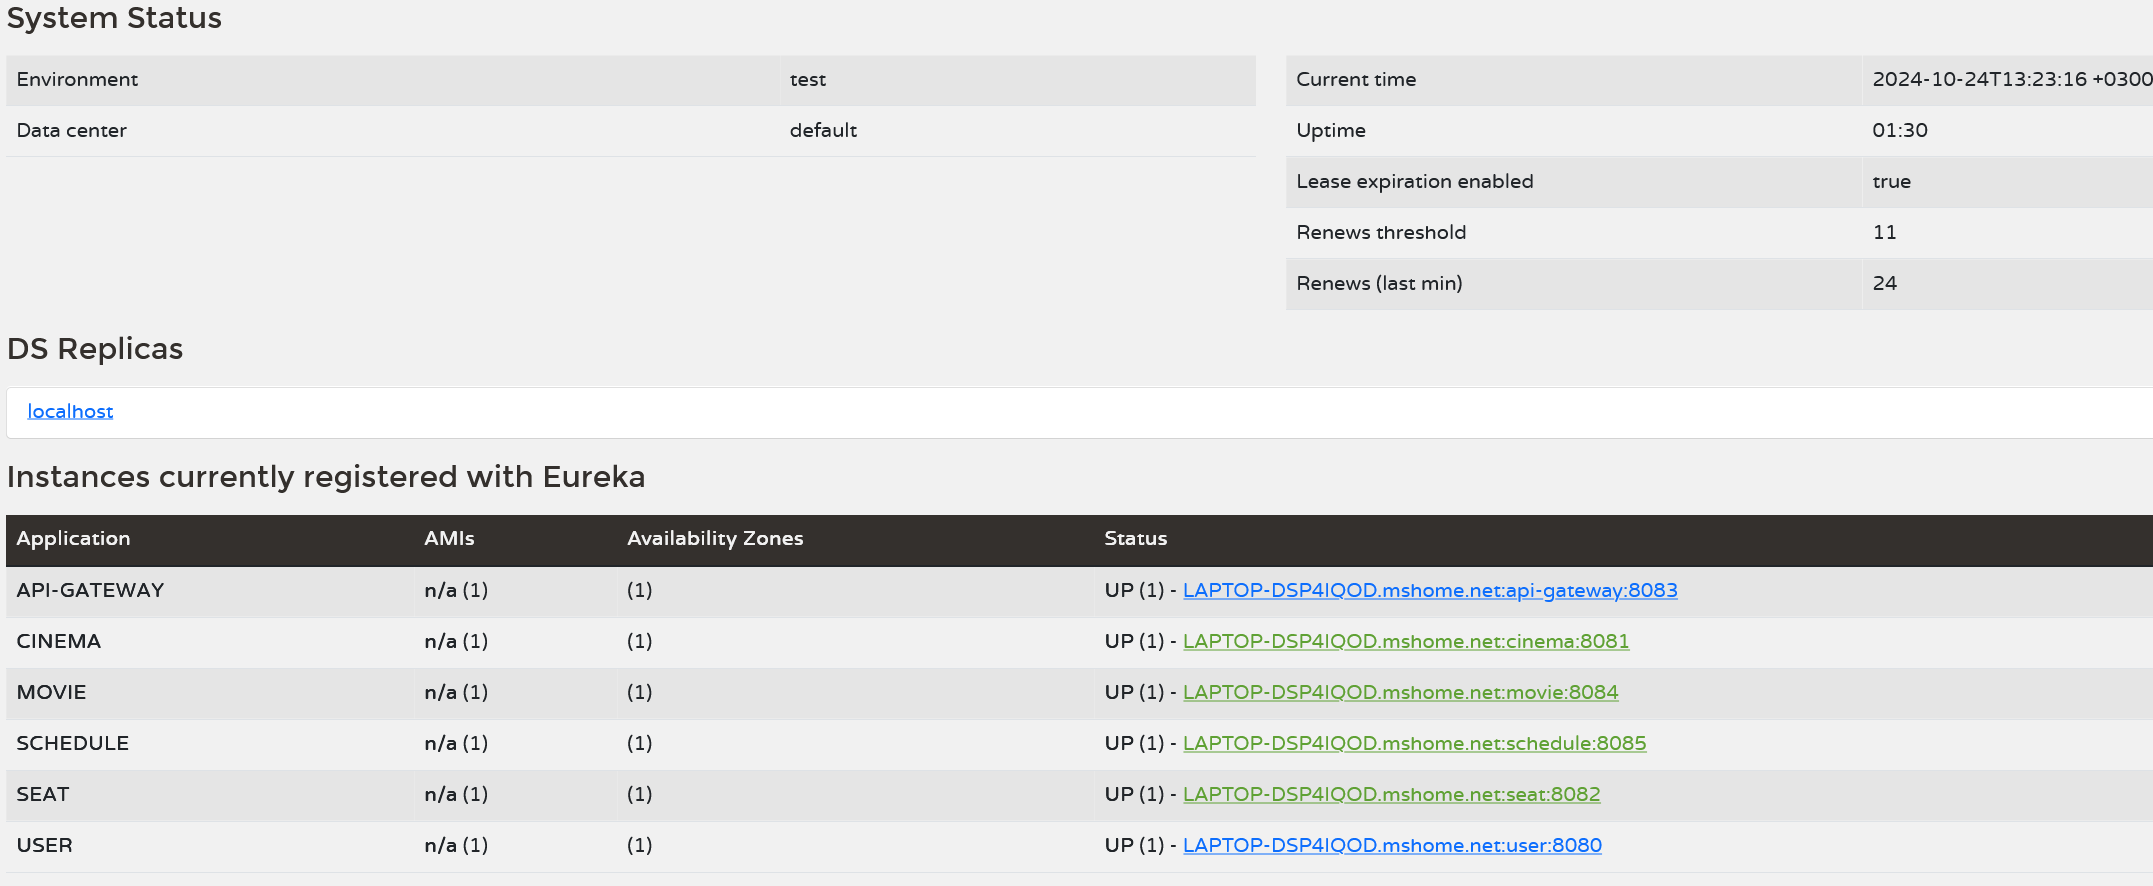 System Status
Environment test
Data center default
Current time 2024-10-24T13:23:16 +0300
Uptime 01:30
Lease expiration enabled true
Renews threshold 11
Renews (last min) 24
DS Replicas
localhost
Instances currently registered with Eureka
Application AMIs Availability Zones Status
API-GATEWAY n/a (1) (1) UP (1) - LAPTOP-DSP4IQOD.mshome.net:api-gateway:8083
CINEMA n/a (1) (1) UP (1) - LAPTOP-DSP4IQOD.mshome.net:cinema:8081
MOVIE n/a (1) (1) UP (1) - LAPTOP-DSP4IQOD.mshome.net:movie:8084
SCHEDULE n/a (1) (1) UP (1) - LAPTOP-DSP4IQOD.mshome.net:schedule:8085
SEAT n/a (1) (1) UP (1) - LAPTOP-DSP4IQOD.mshome.net:seat:8082
USER n/a (1) (1) UP (1) - LAPTOP-DSP4IQOD.mshome.net:user:8080